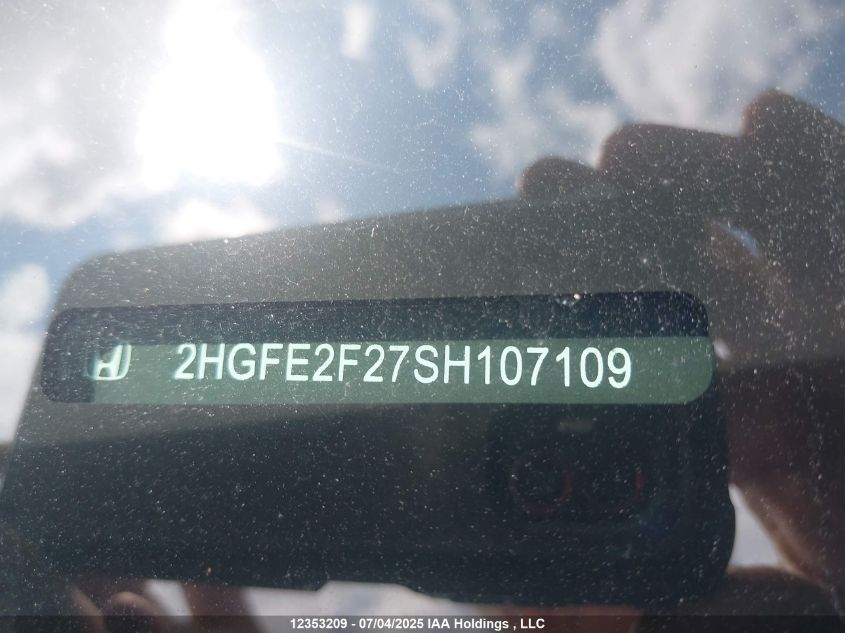 2HGFE2F27SH107109
12353209 - 07/04/2025 IAA Holdings , LLC